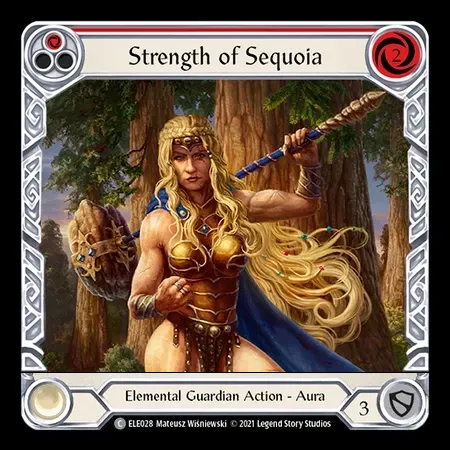 Strength of Sequoia
2
Elemental Guardian Action - Aura
3
C ELE028 Mateusz Wiśniewski © 2021 Legend Story Studios